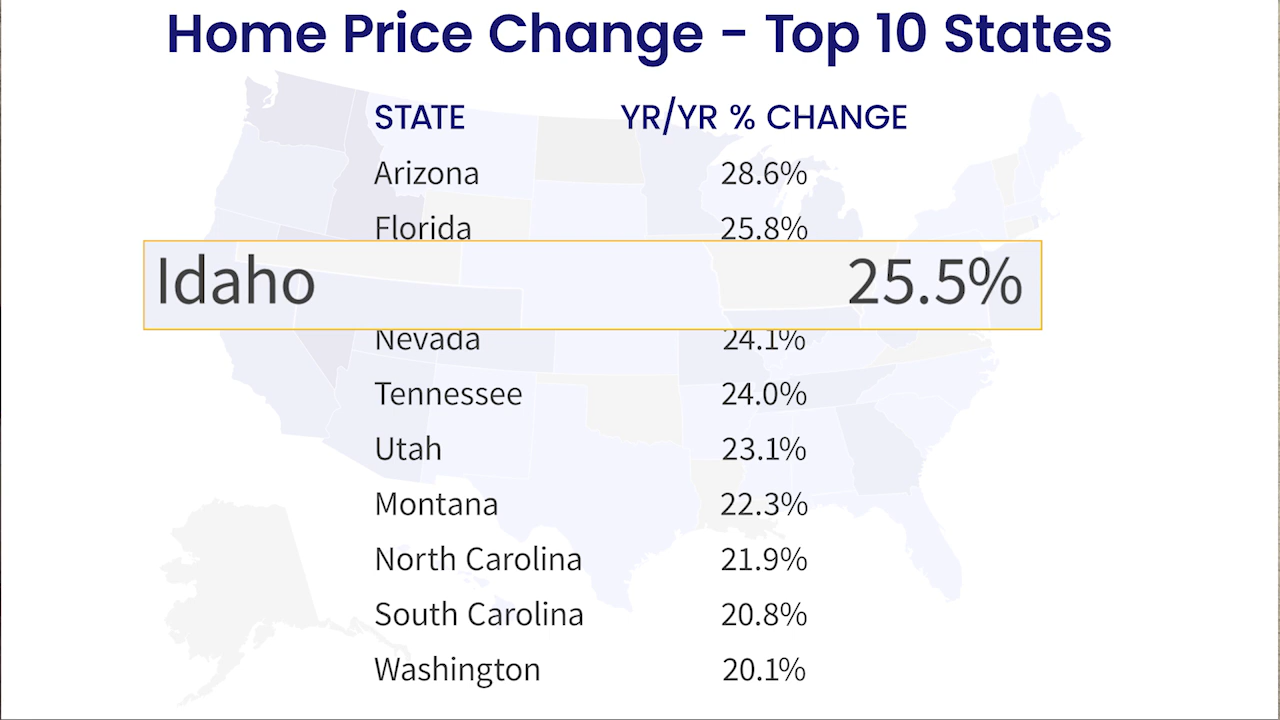 Home Price Change - Top 10 States
STATE YR/YR % CHANGE
Arizona 28.6%
Florida 25.8%
Idaho 25.5%
Nevada 24.1%
Tennessee 24.0%
Utah 23.1%
Montana 22.3%
North Carolina 21.9%
South Carolina 20.8%
Washington 20.1%